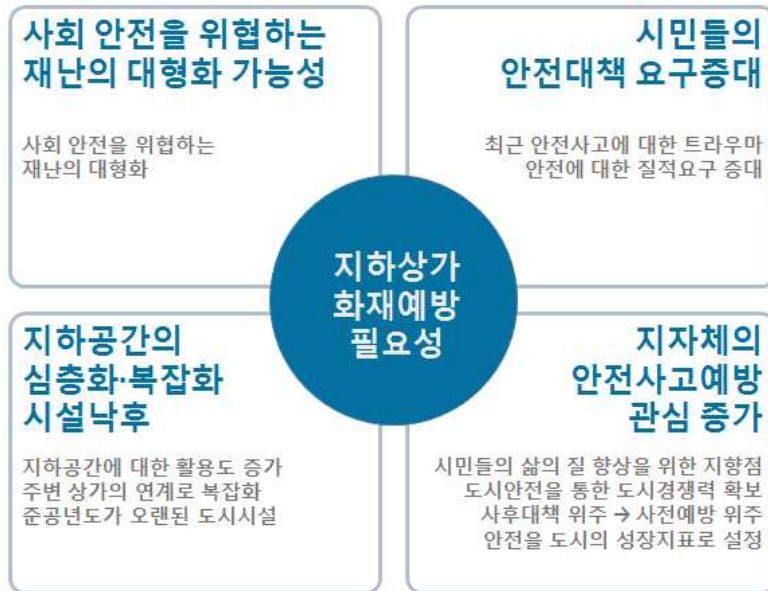 사회 안전을 위협하는
재난의 대형화 가능성
사회 안전을 위협하는
재난의 대형화
시민들의
안전대책 요구증대
최근 안전사고에 대한 트라우마
안전에 대한 질적요구 증대
지하상가
화재예방
필요성
지하공간의
심층화·복잡화
시설낙후
지하공간에 대한 활용도 증가
주변 상가의 연계로 복잡화
준공년도가 오랜된 도시시설
지자체의
안전사고예방
관심 증가
시민들의 삶의 질 향상을 위한 지향점
도시안전을 통한 도시경쟁력 확보
사후대책 위주 → 사전예방 위주
안전을 도시의 성장지표로 설정